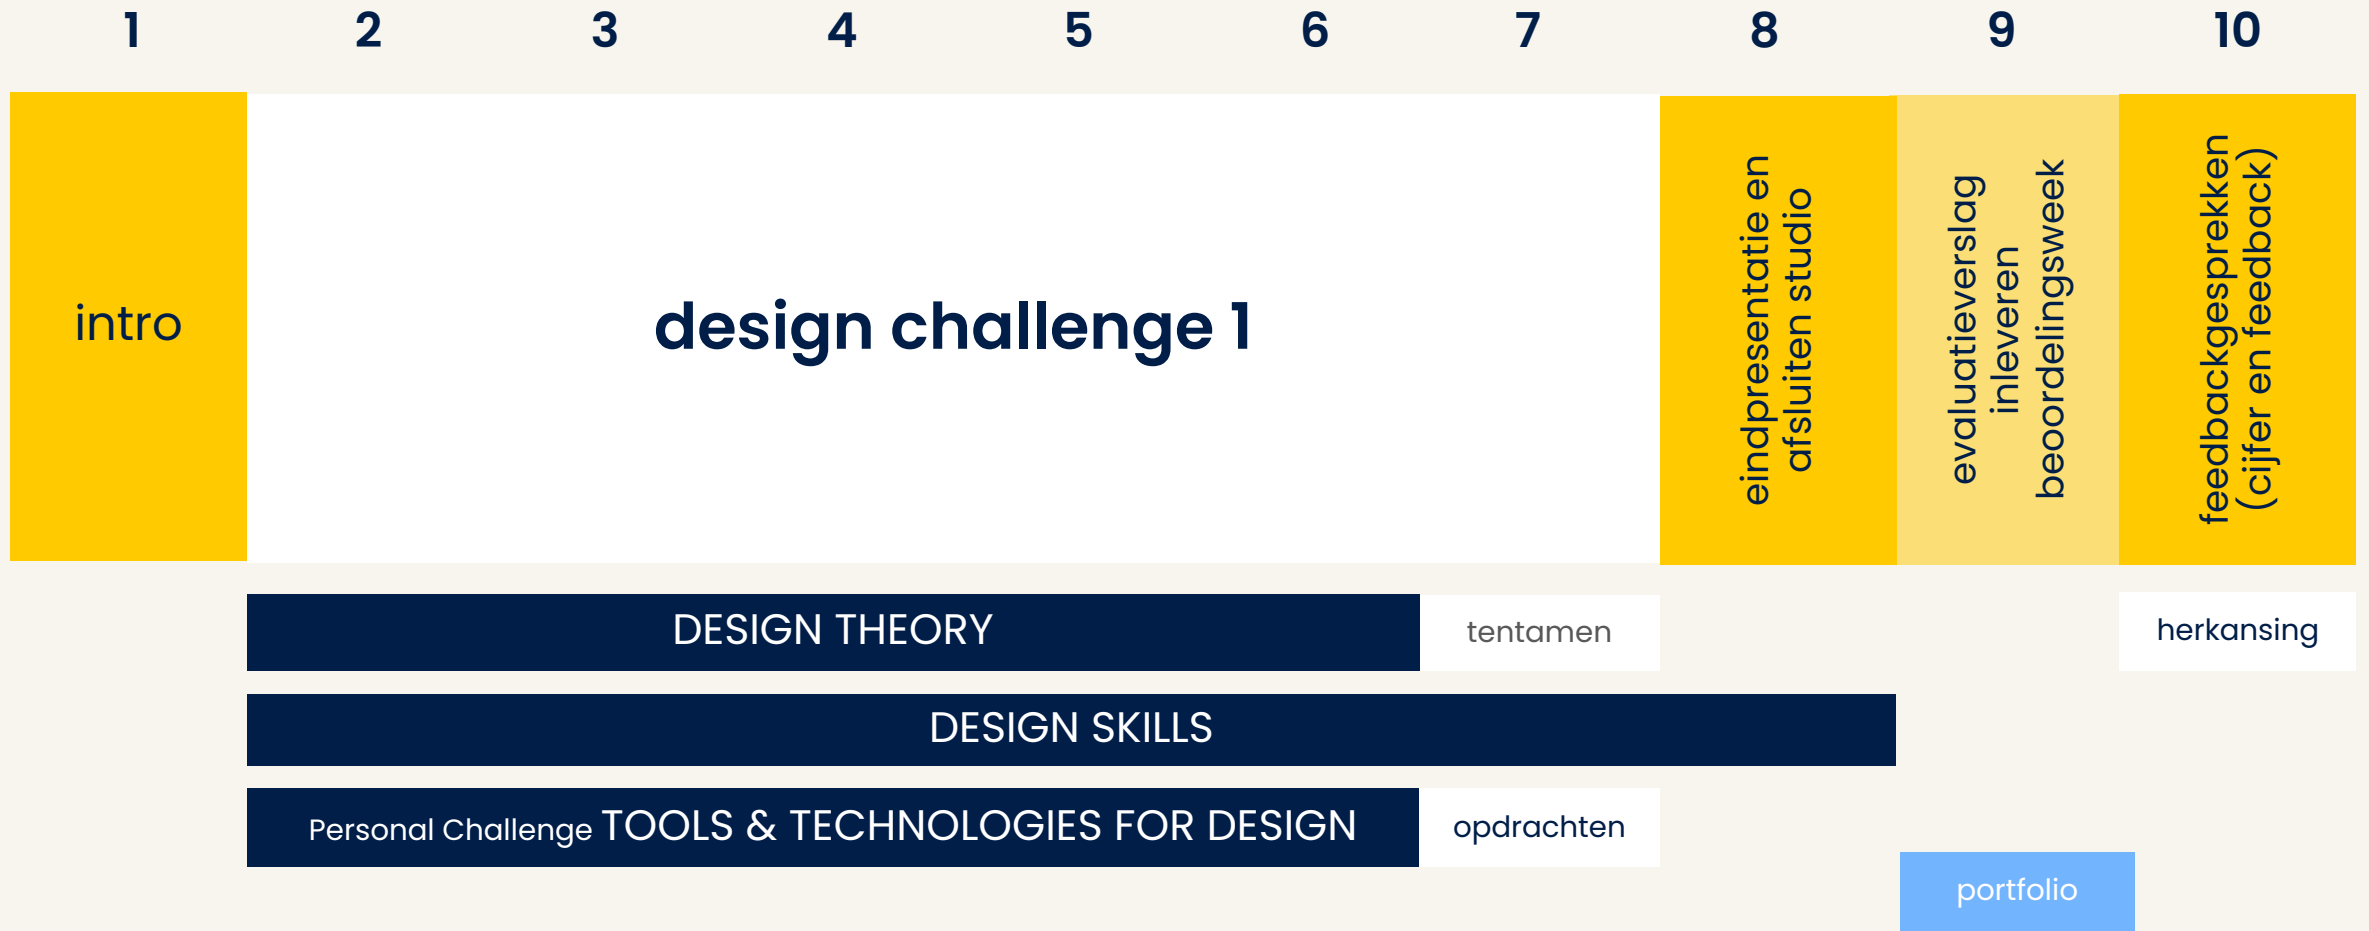 1 2 3 4 5 6 7 8 9 10
intro
design challenge 1
eindpresentatie en
afsluiten studio
evaluatieverslag
inleveren
beoordelingsweek
feedbackgesprekken
(cijfer en feedback)
DESIGN THEORY
tentamen
herkansing
DESIGN SKILLS
Personal Challenge TOOLS & TECHNOLOGIES FOR DESIGN
opdrachten
portfolio